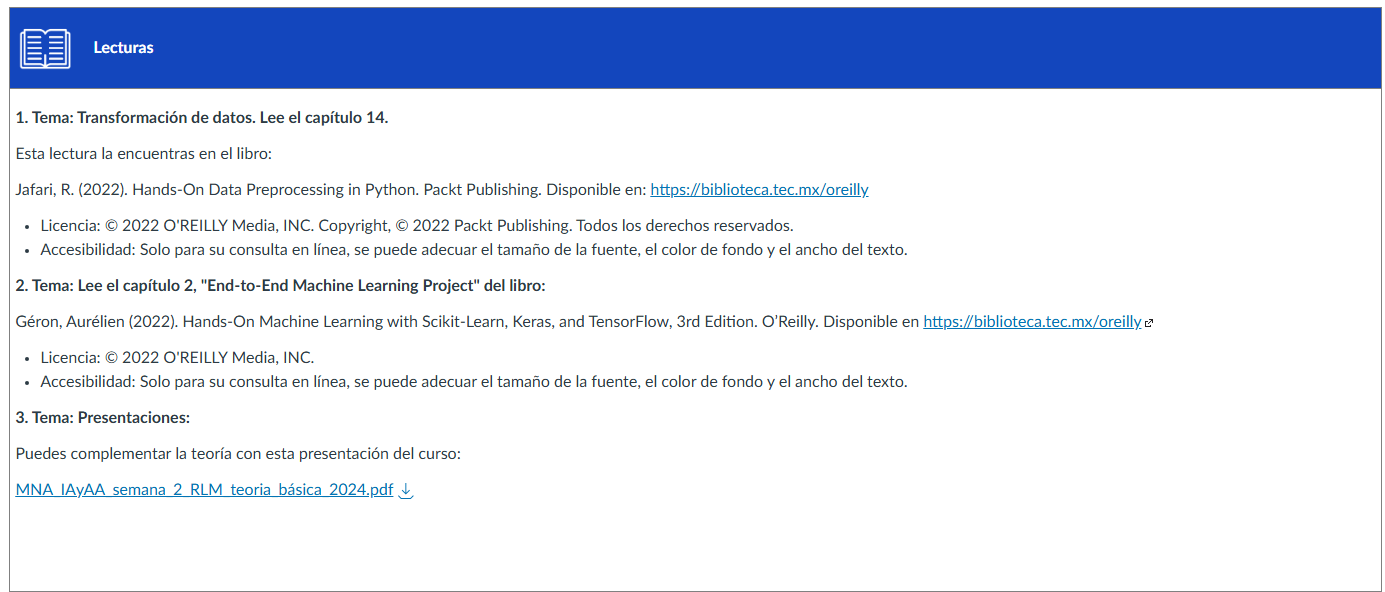 Lecturas
1. Tema: Transformación de datos. Lee el capítulo 14.
Esta lectura la encuentras en el libro:
Jafari, R. (2022). Hands-On Data Preprocessing in Python. Packt Publishing. Disponible en: https://biblioteca.tec.mx/oreilly
• Licencia: © 2022 O'REILLY Media, INC. Copyright, © 2022 Packt Publishing. Todos los derechos reservados.
• Accesibilidad: Solo para su consulta en línea, se puede adecuar el tamaño de la fuente, el color de fondo y el ancho del texto.
2. Tema: Lee el capítulo 2, "End-to-End Machine Learning Project" del libro:
Géron, Aurélien (2022). Hands-On Machine Learning with Scikit-Learn, Keras, and TensorFlow, 3rd Edition. O’Reilly. Disponible en https://biblioteca.tec.mx/oreilly
• Licencia: © 2022 O'REILLY Media, INC.
• Accesibilidad: Solo para su consulta en línea, se puede adecuar el tamaño de la fuente, el color de fondo y el ancho del texto.
3. Tema: Presentaciones:
Puedes complementar la teoría con esta presentación del curso:
MNA_IAyAA_semana_2_RLM_teoria_básica_2024.pdf